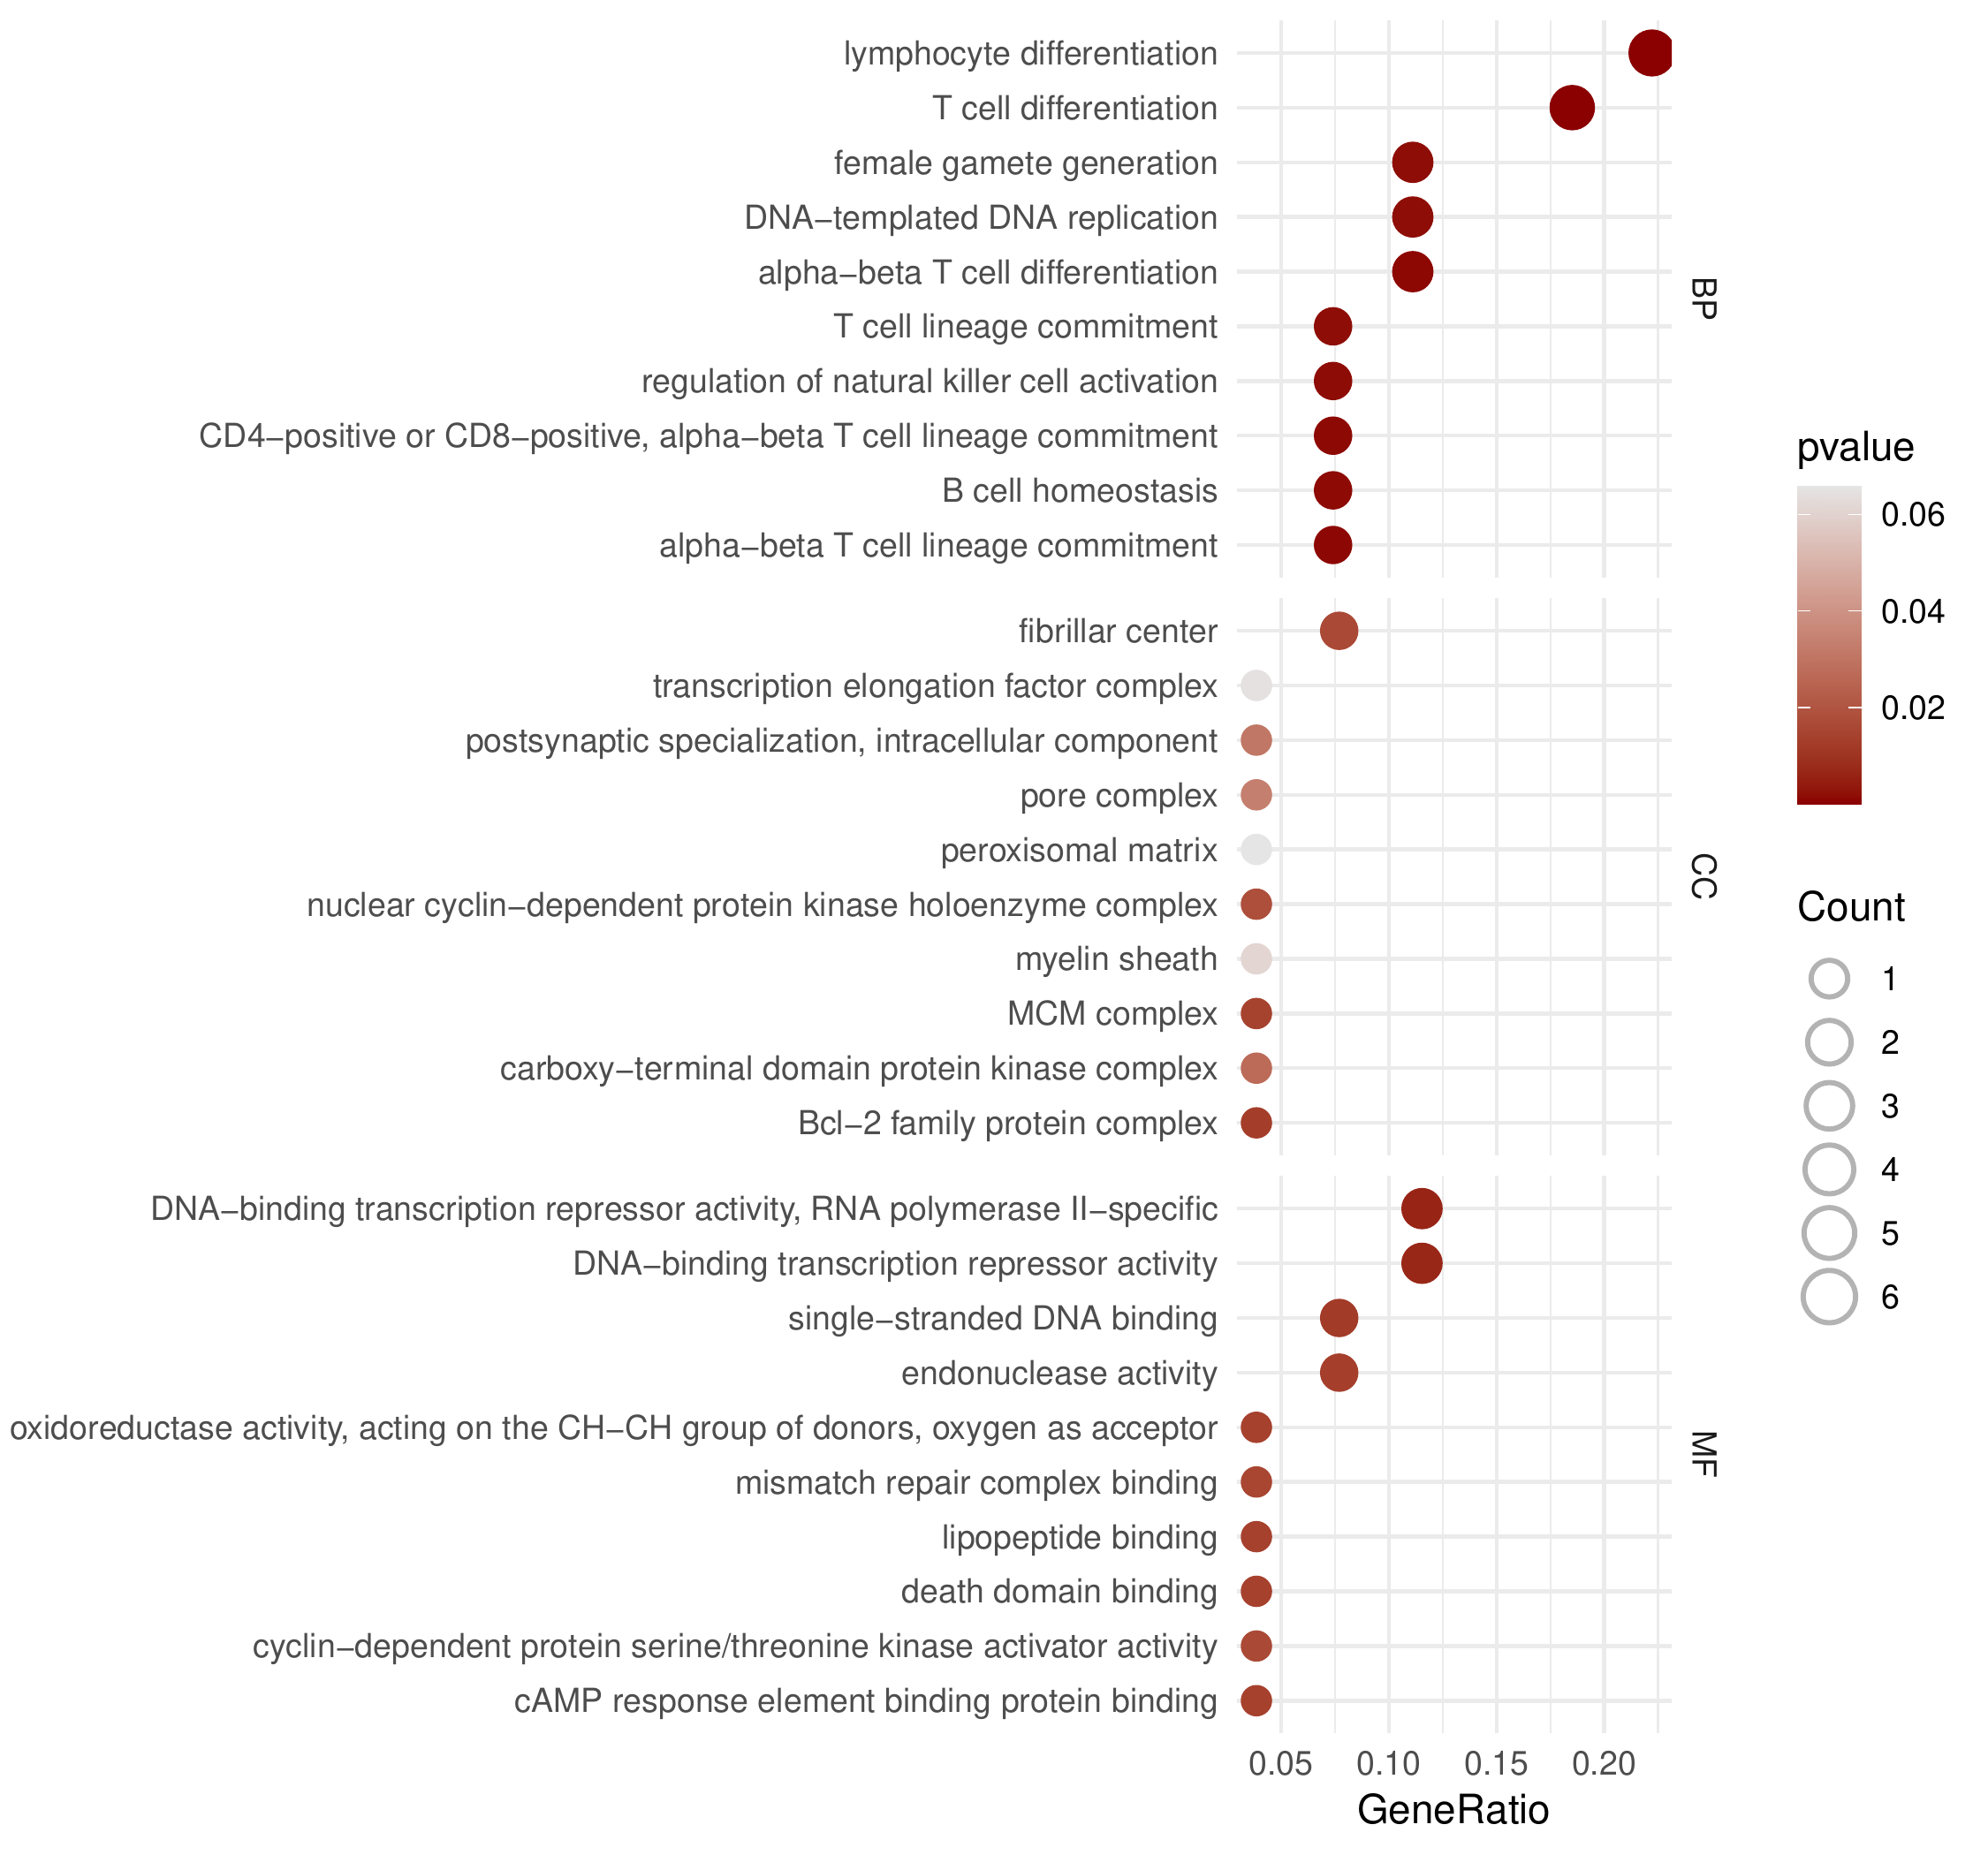 lymphocyte differentiation
T cell differentiation
female gamete generation
DNA−templated DNA replication
alpha−beta T cell differentiation
T cell lineage commitment
regulation of natural killer cell activation
CD4−positive or CD8−positive, alpha−beta T cell lineage commitment
B cell homeostasis
alpha−beta T cell lineage commitment
BP
fibrillar center
transcription elongation factor complex
postsynaptic specialization, intracellular component
pore complex
peroxisomal matrix
nuclear cyclin−dependent protein kinase holoenzyme complex
myelin sheath
MCM complex
carboxy−terminal domain protein kinase complex
Bcl−2 family protein complex
CC
DNA−binding transcription repressor activity, RNA polymerase II−specific
DNA−binding transcription repressor activity
single−stranded DNA binding
endonuclease activity
oxidoreductase activity, acting on the CH−CH group of donors, oxygen as acceptor
mismatch repair complex binding
lipopeptide binding
death domain binding
cyclin−dependent protein serine/threonine kinase activator activity
cAMP response element binding protein binding
MF
0.05 0.10 0.15 0.20
GeneRatio
pvalue
0.06
0.04
0.02
Count
1
2
3
4
5
6